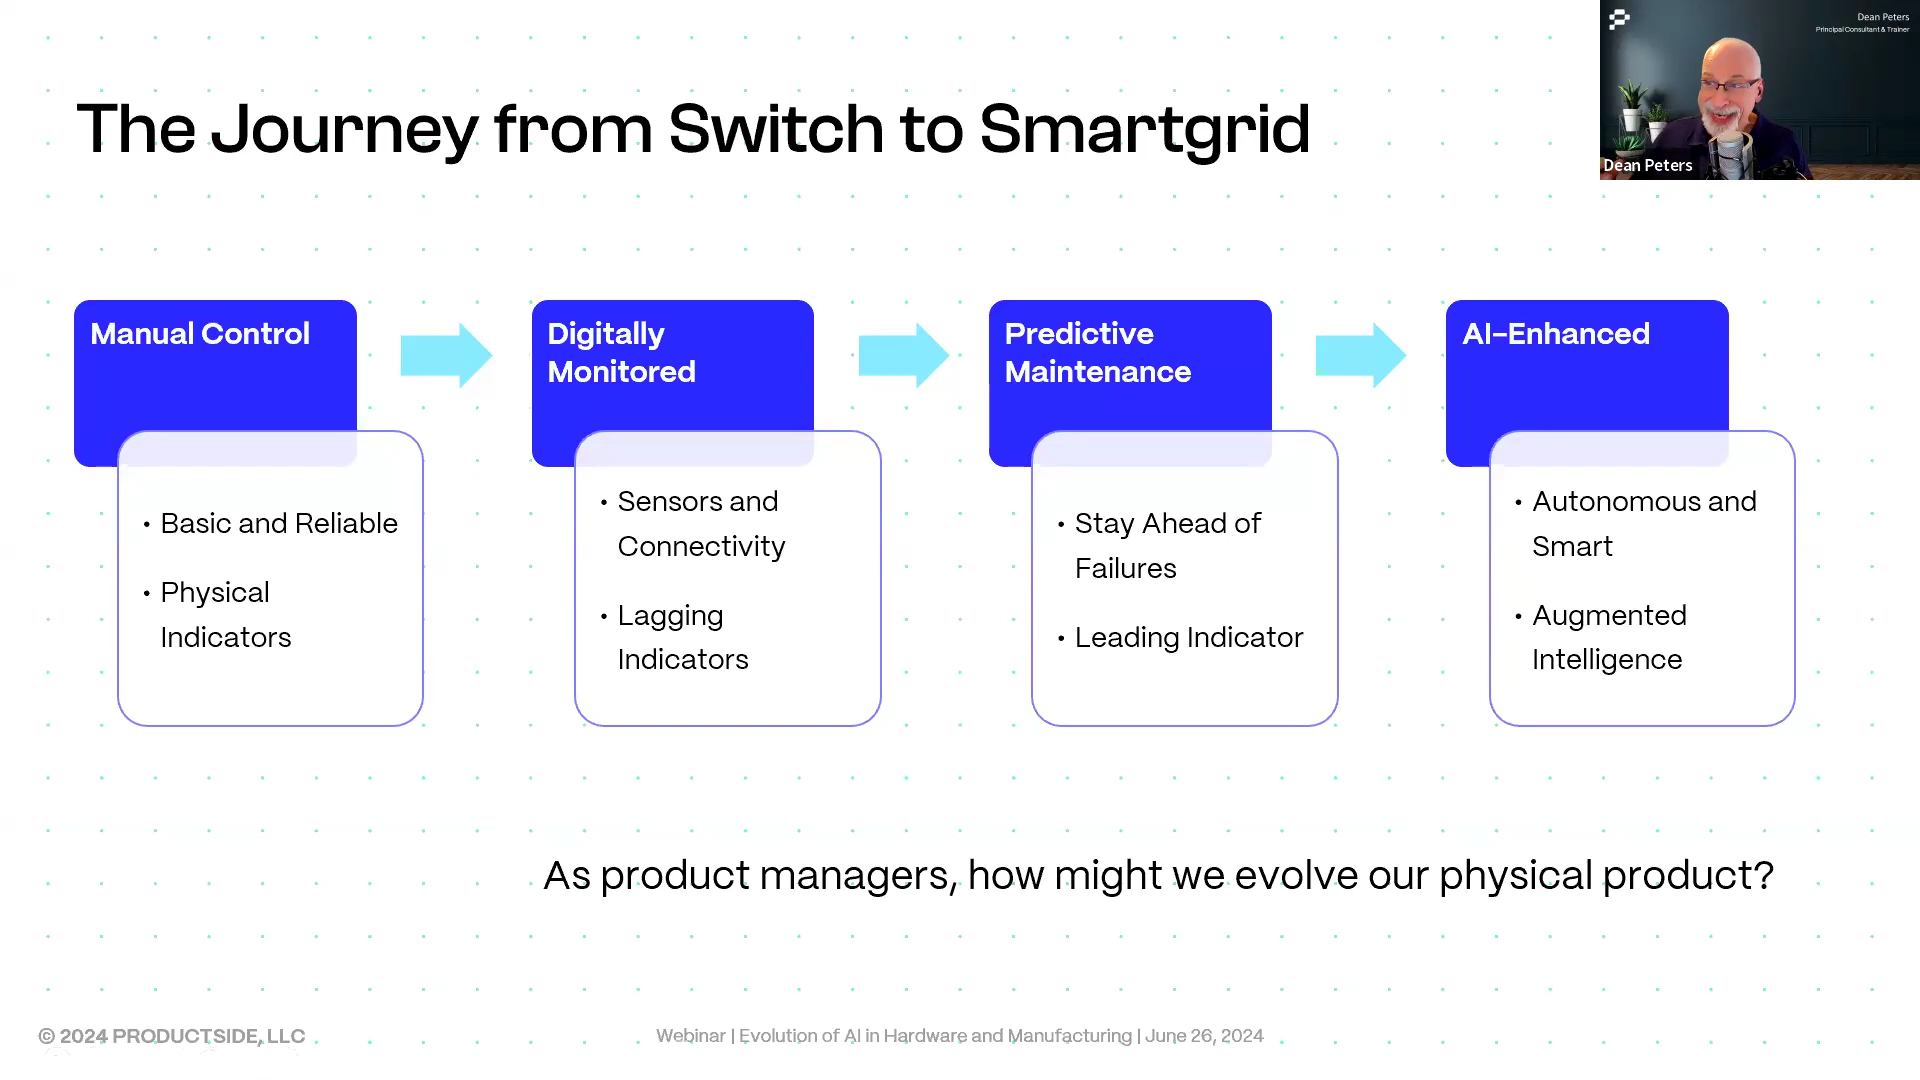 The Journey from Switch to Smartgrid
Dean Peters
Principal Consultant & Trainer
Dean Peters
Manual Control
• Basic and Reliable
• Physical
Indicators
Digitally
Monitored
• Sensors and
Connectivity
• Lagging
Indicators
Predictive
Maintenance
• Stay Ahead of
Failures
• Leading Indicator
AI-Enhanced
• Autonomous and
Smart
• Augmented
Intelligence
As product managers, how might we evolve our physical product?
© 2024 PRODUCTSIDE, LLC
Webinar | Evolution of AI in Hardware and Manufacturing | June 26, 2024